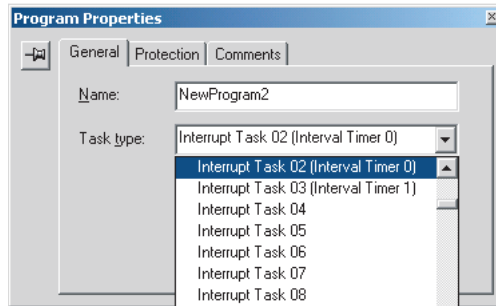 Program Properties
General Protection Comments
Name: NewProgram2
Task type: Interrupt Task 02 (Interval Timer 0)
Interrupt Task 02 (Interval Timer 0)
Interrupt Task 03 (Interval Timer 1)
Interrupt Task 04
Interrupt Task 05
Interrupt Task 06
Interrupt Task 07
Interrupt Task 08